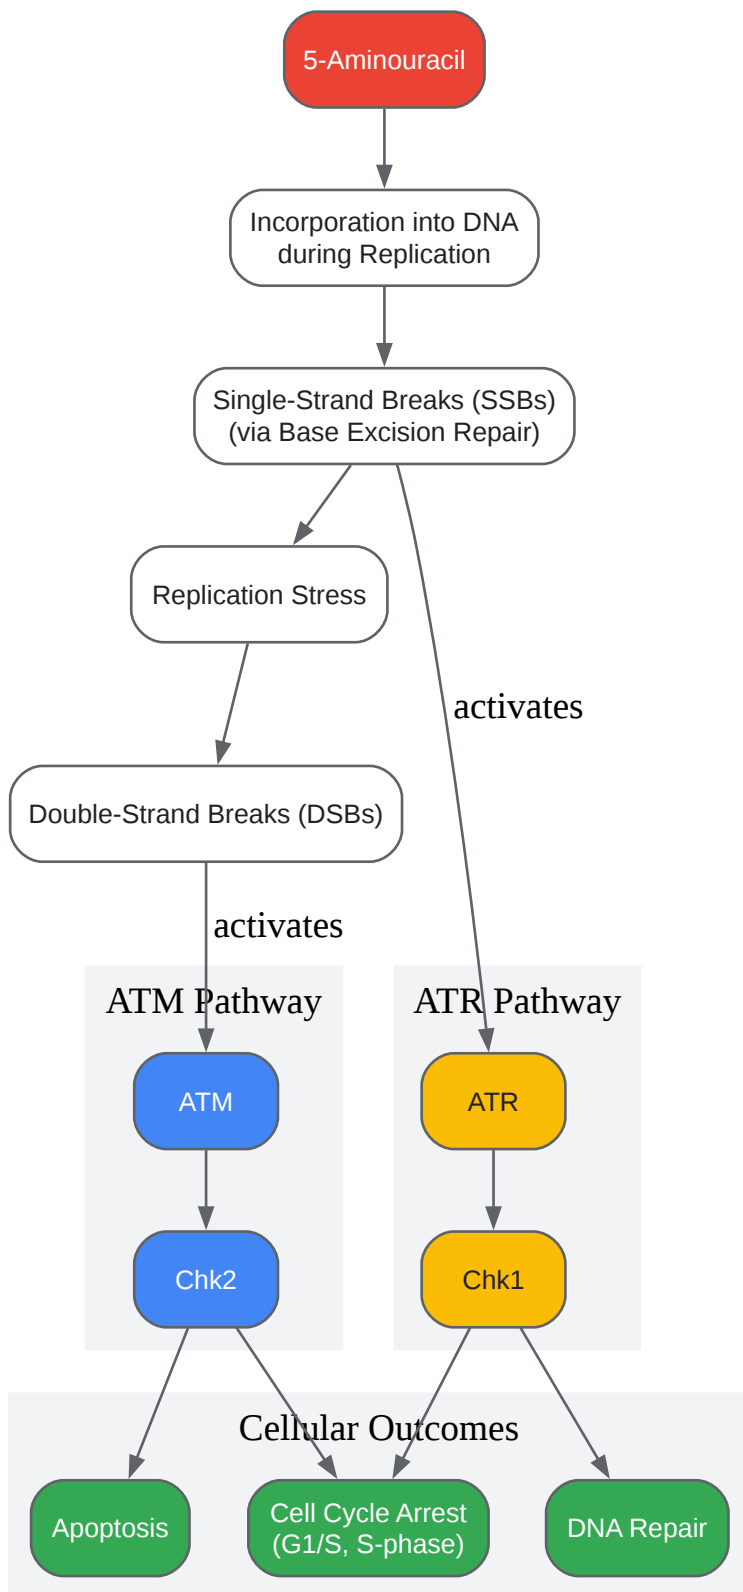 5-Aminouracil
Incorporation into DNA
during Replication
Single-Strand Breaks (SSBs)
(via Base Excision Repair)
Replication Stress
activates
Double-Strand Breaks (DSBs)
activates
ATM Pathway
ATR Pathway
ATM
ATR
Chk2
Chk1
Cellular Outcomes
Apoptosis
Cell Cycle Arrest
(G1/S, S-phase)
DNA Repair